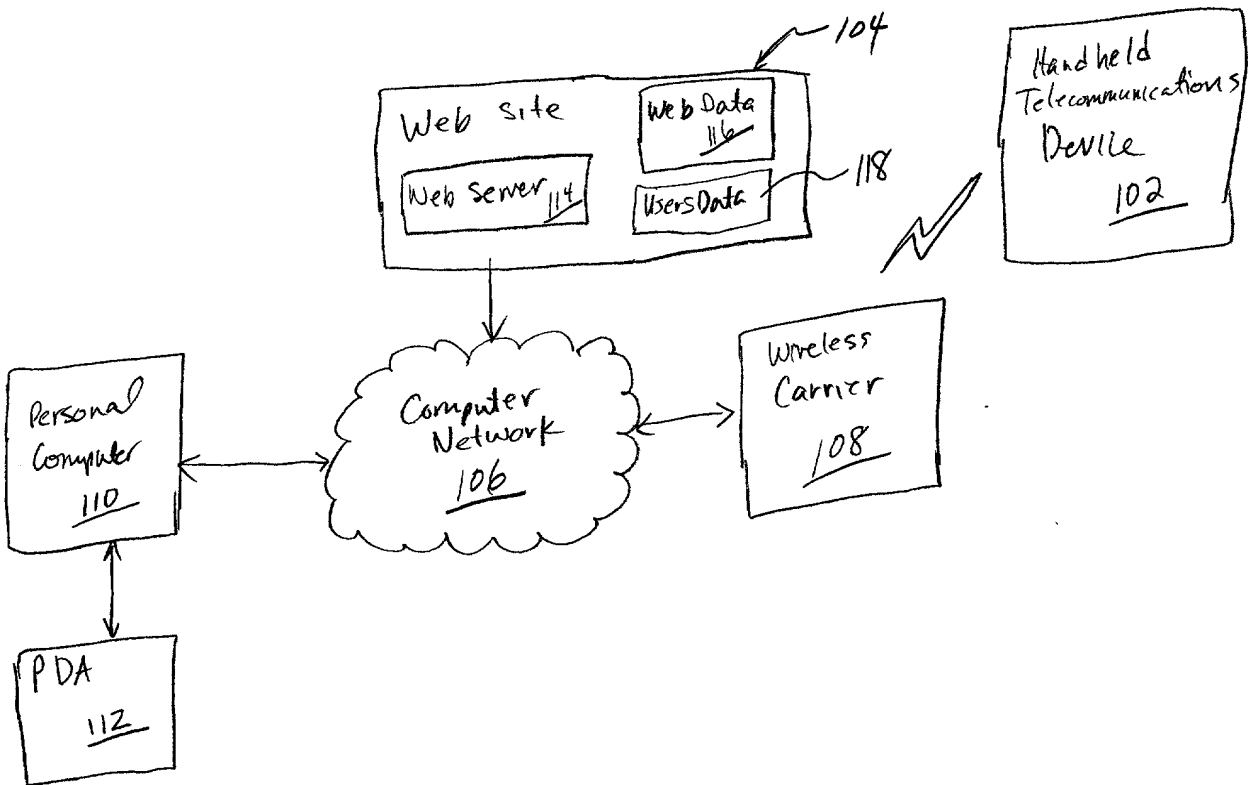 104
Web Site
Web Data
116
Web Server 114
Users Data
118
Handheld
Telecommunications
Device
102
Personal
Computer
110
Computer
Network
106
Wireless
Carrier
108
PDA
112